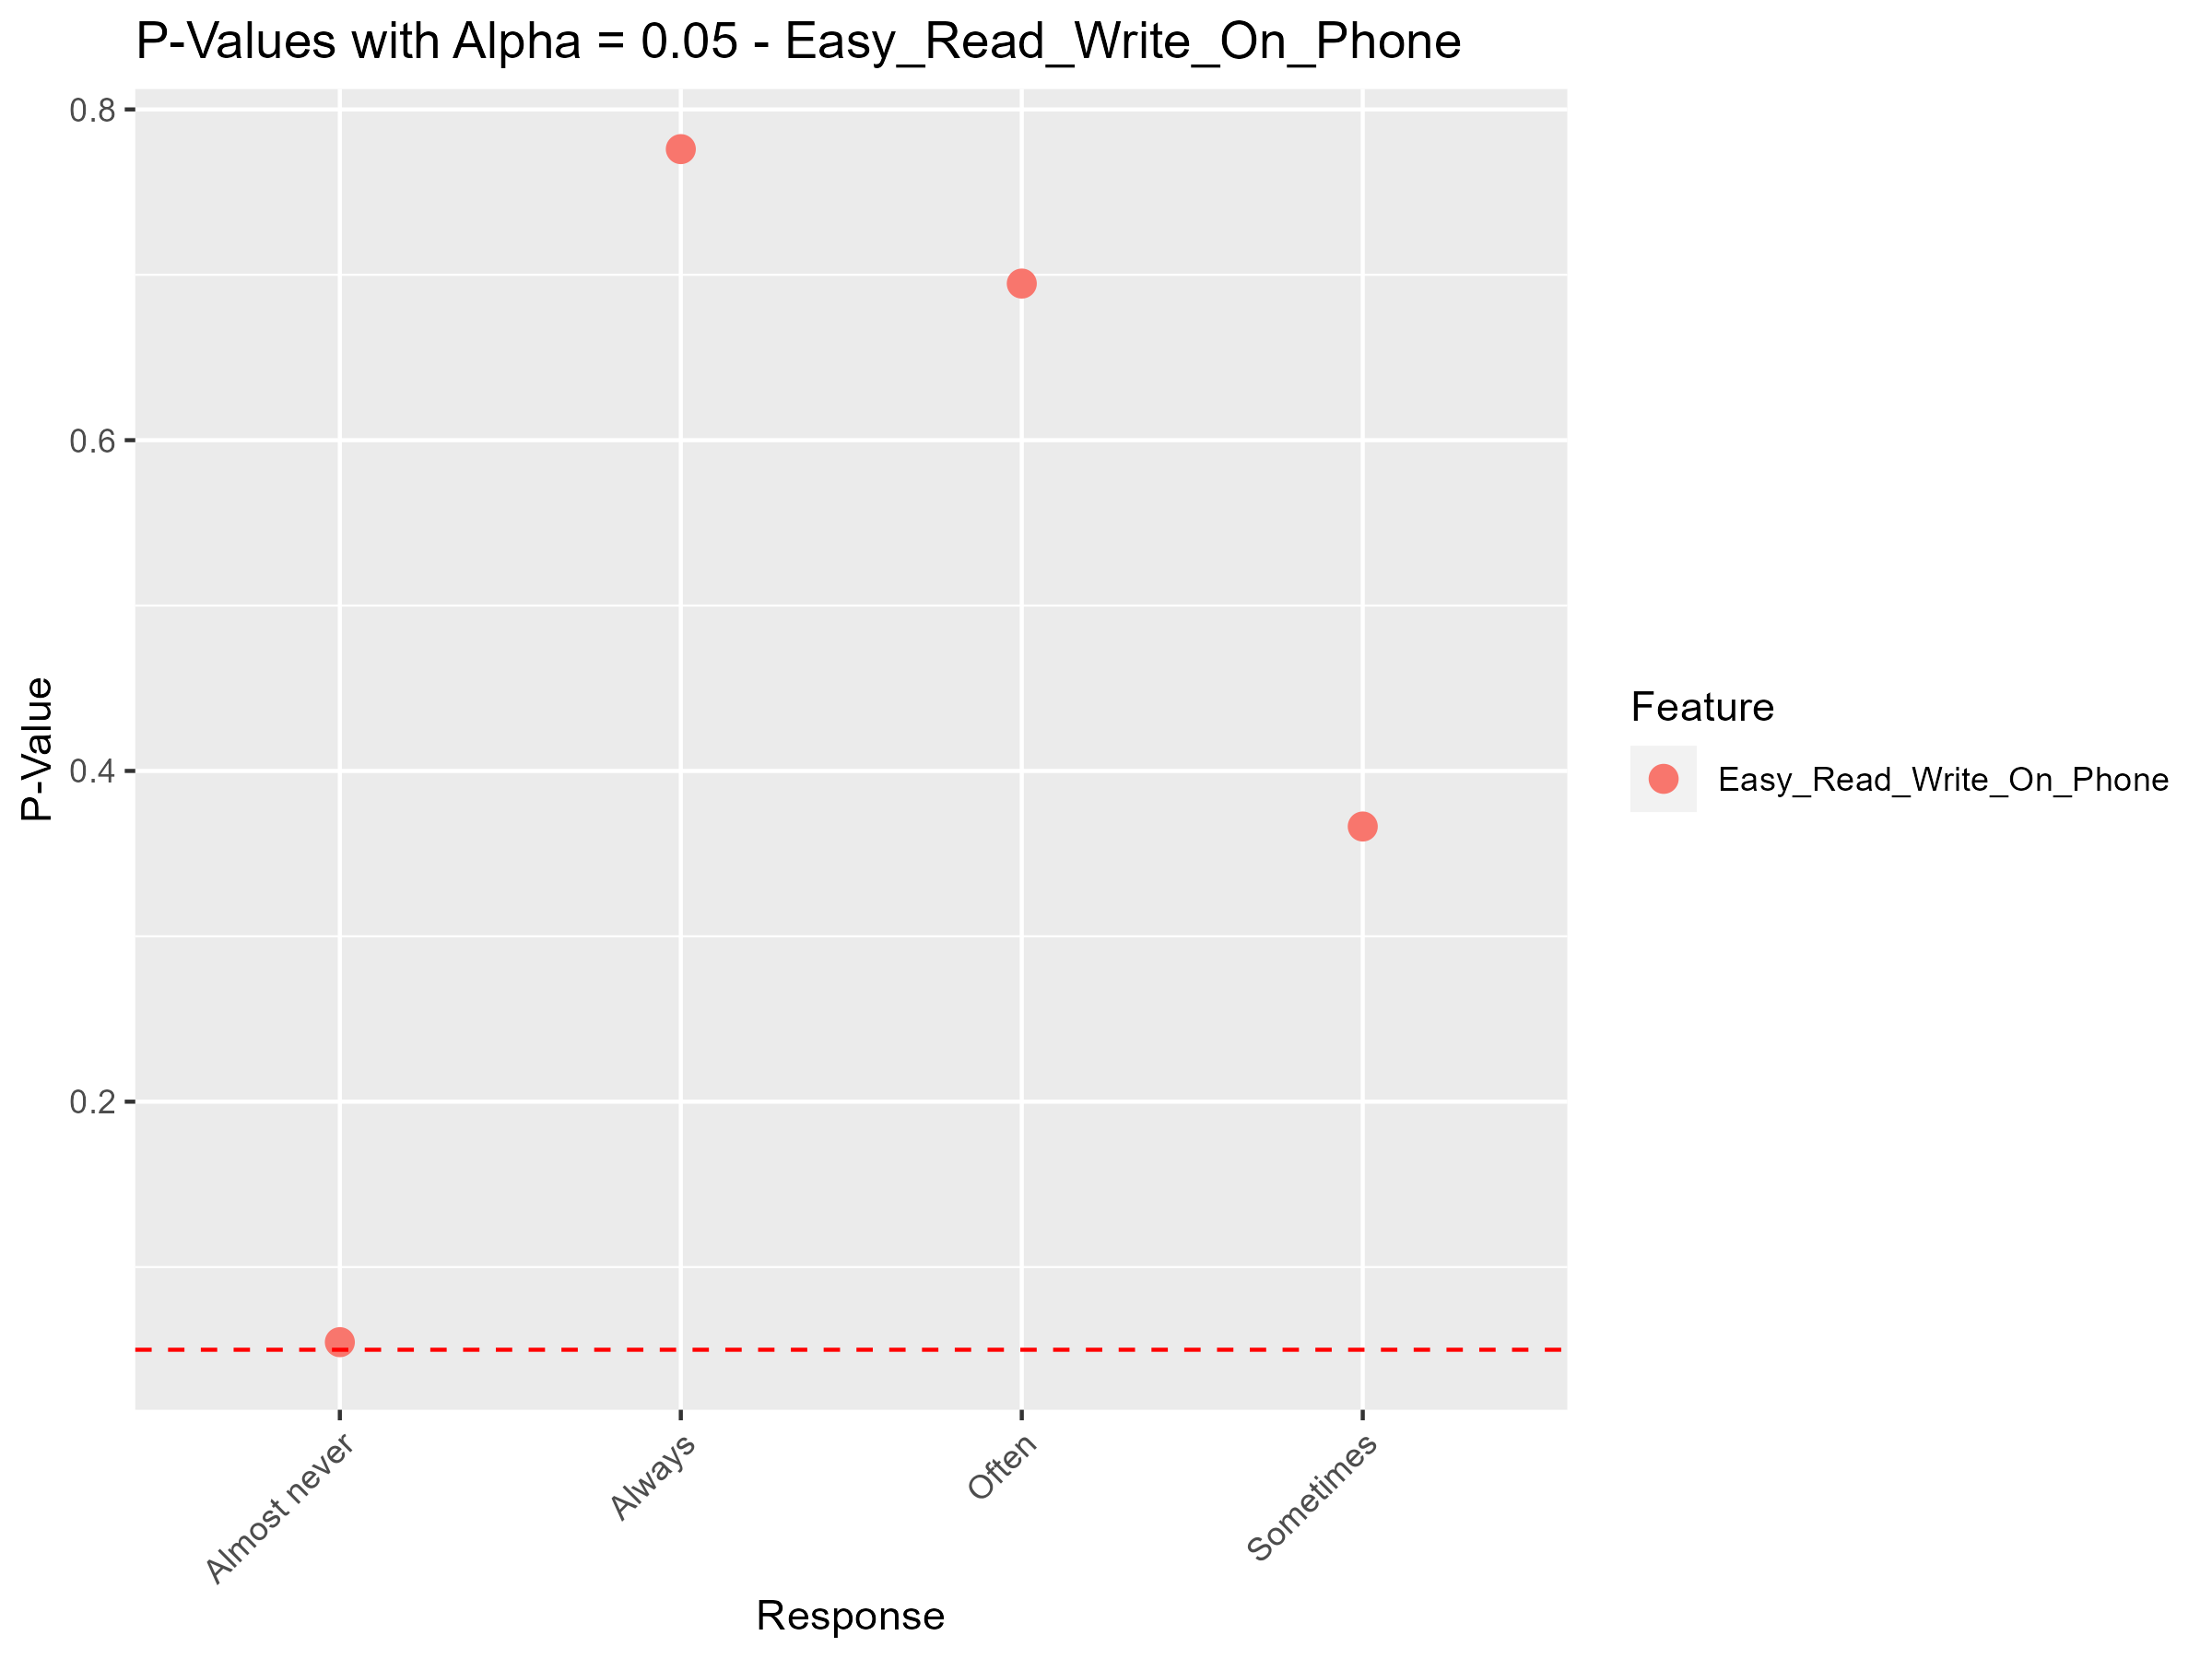 P-Values with Alpha = 0.05 - Easy_Read_Write_On_Phone
P-Value
0.8
0.6
0.4
0.2
Almost never
Always
Often
Sometimes
Response
Feature
Easy_Read_Write_On_Phone